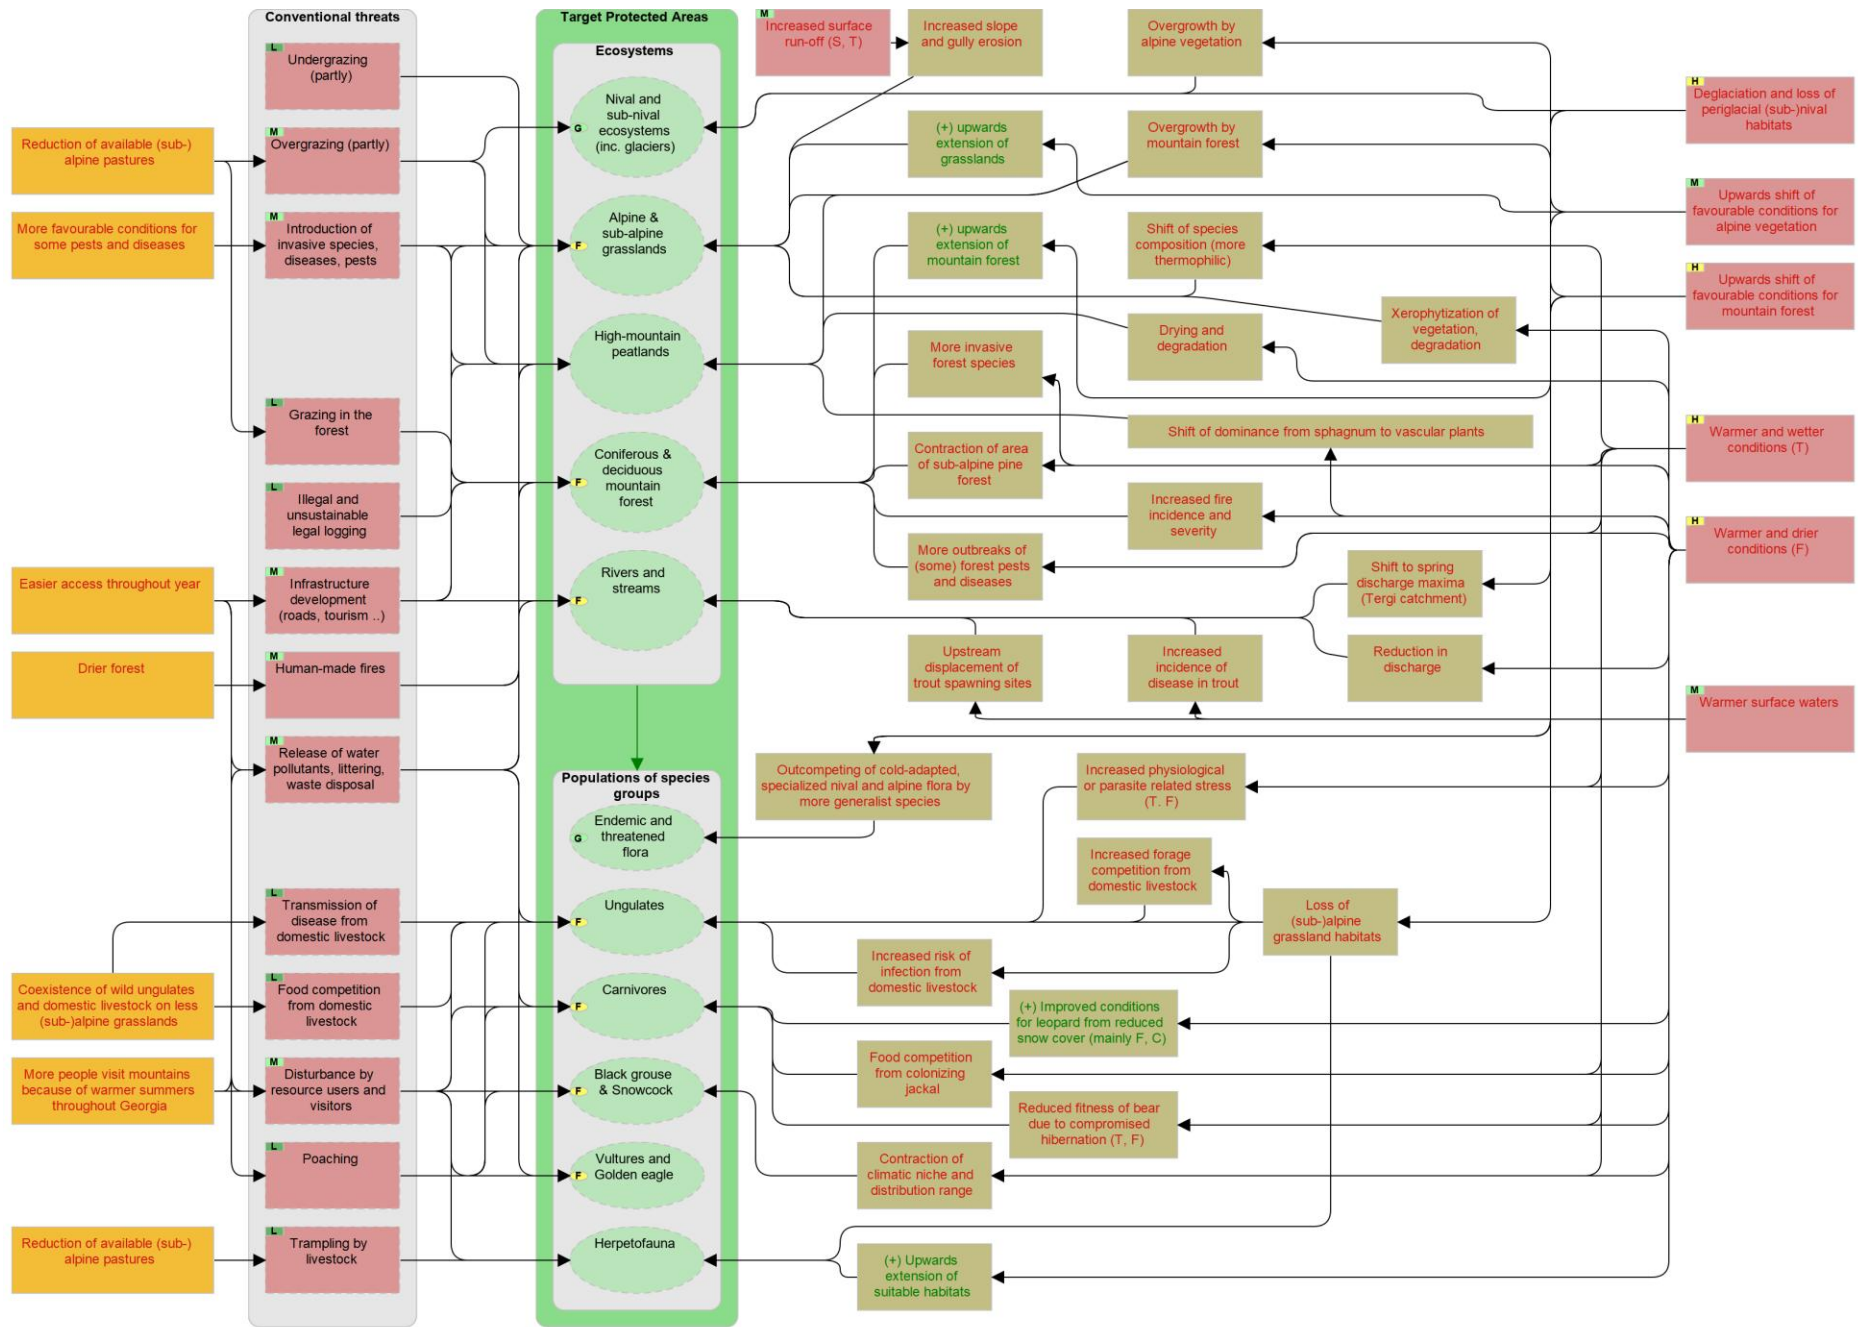 Conventional threats
Target Protected Areas
Ecosystems
Reduction of available (sub-)
alpine pastures
More favourable conditions for
some pests and diseases
Easier access throughout year
Drier forest
Coexistence of wild ungulates
and domestic livestock on less
(sub-)alpine grasslands
More people visit mountains
because of warmer summers
throughout Georgia
Reduction of available (sub-)
alpine pastures
L
Undergrazing
(partly)
M
Overgrazing (partly)
M
Introduction of
invasive species,
diseases, pests
L
Grazing in the
forest
L
Illegal and
unsustainable
legal logging
M
Infrastructure
development
(roads, tourism ..)
M
Human-made fires
M
Release of water
pollutants, littering,
waste disposal
L
Transmission of
disease from
domestic livestock
L
Food competition
from domestic
livestock
M
Disturbance by
resource users and
visitors
L
Poaching
L
Trampling by
livestock
Nival and
sub-nival
G
ecosystems
(inc. glaciers)
Alpine &
sub-alpine
F
grasslands
High-mountain
peatlands
Coniferous &
deciduous
F
mountain
forest
Rivers and
streams
F
Populations of species
groups
Endemic and
threatened
G
flora
Ungulates
F
Carnivores
F
Black grouse
& Snowcock
F
Vultures and
Golden eagle
F
Herpetofauna
M
Increased surface
run-off (S, T)
Increased slope
and gully erosion
Overgrowth by
alpine vegetation
(+) upwards
extension of
grasslands
Overgrowth by
mountain forest
(+) upwards
extension of
mountain forest
Shift of species
composition (more
thermophilic)
Xerophytization of
vegetation,
degradation
More invasive
forest species
Drying and
degradation
Shift of dominance from sphagnum to vascular plants
Contraction of area
of sub-alpine pine
forest
Increased fire
incidence and
severity
More outbreaks of
(some) forest pests
and diseases
Shift to spring
discharge maxima
(Tergi catchment)
Upstream
displacement of
trout spawning sites
Increased
incidence of
disease in trout
Reduction in
discharge
Outcompeting of cold-adapted,
specialized nival and alpine flora by
more generalist species
Increased physiological
or parasite related stress
(T. F)
Increased forage
competition from
domestic livestock
Loss of
(sub-)alpine
grassland habitats
Increased risk of
infection from
domestic livestock
(+) Improved conditions
for leopard from reduced
snow cover (mainly F, C)
Food competition
from colonizing
jackal
Reduced fitness of bear
due to compromised
hibernation (T, F)
Contraction of
climatic niche and
distribution range
(+) Upwards
extension of
suitable habitats
H
Deglaciation and loss of
periglacial (sub-)nival
habitats
M
Upwards shift of
favourable conditions for
alpine vegetation
H
Upwards shift of
favourable conditions for
mountain forest
H
Warmer and wetter
conditions (T)
H
Warmer and drier
conditions (F)
M
Warmer surface waters